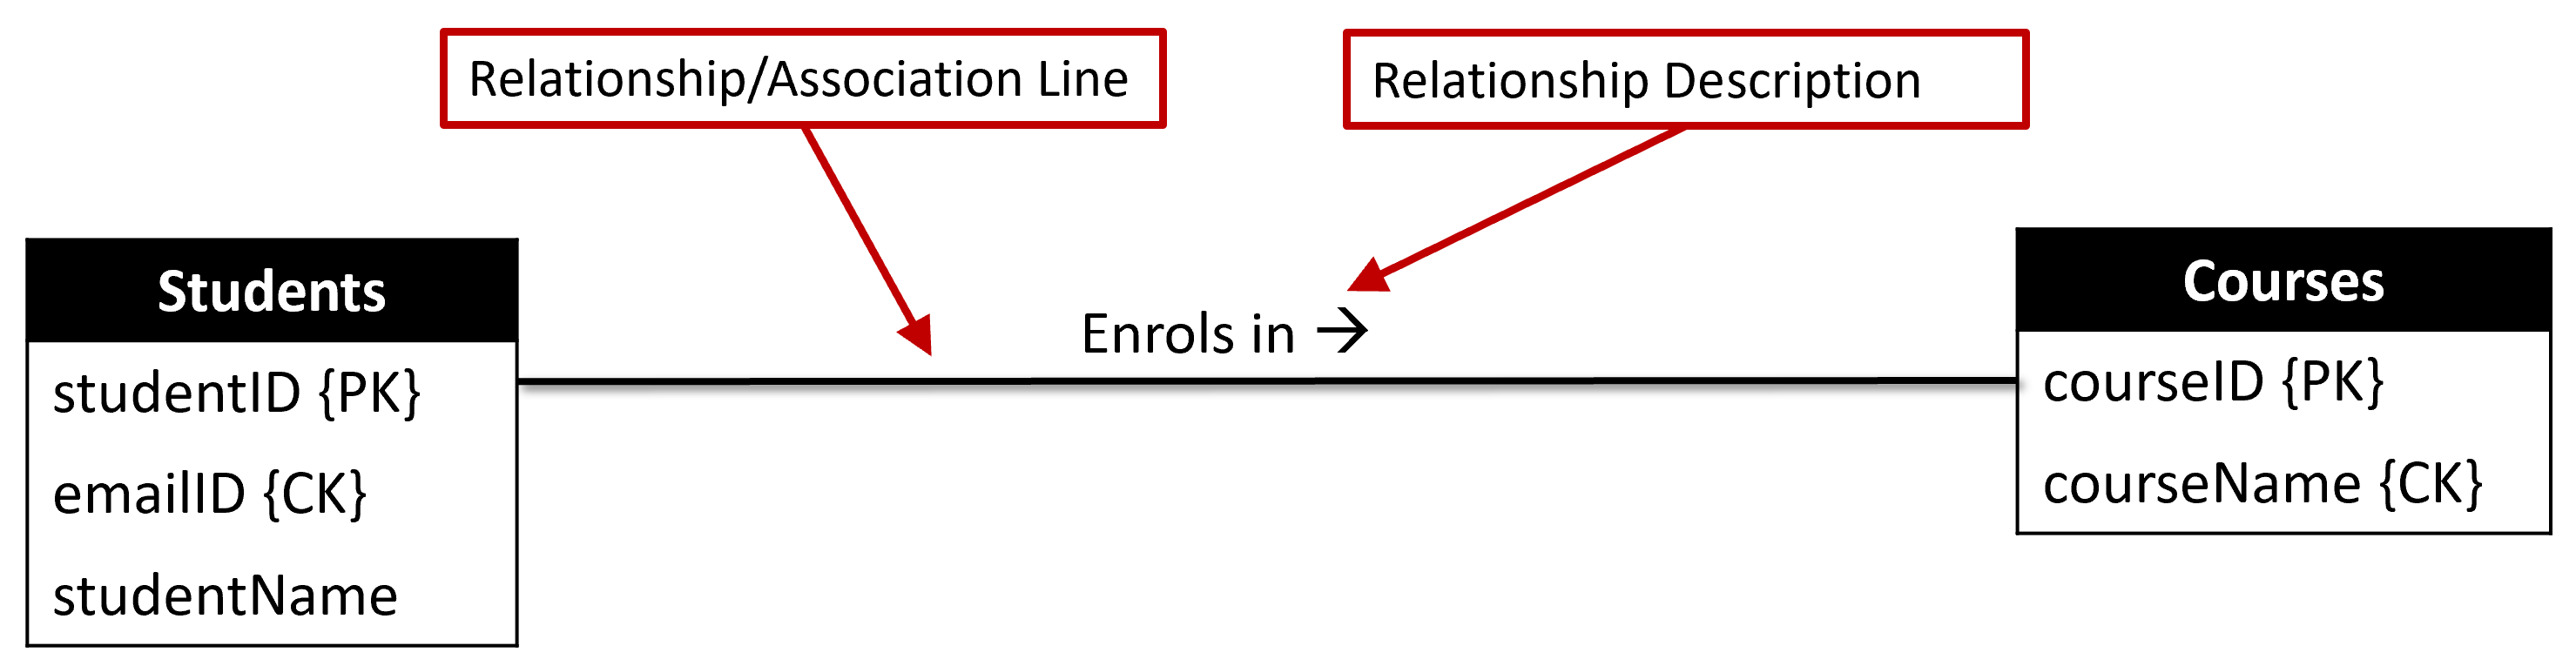 Relationship/Association Line
Relationship Description
Students
studentID {PK}
emailID {CK}
studentName
Enrols in →
Courses
courseID {PK}
courseName {CK}